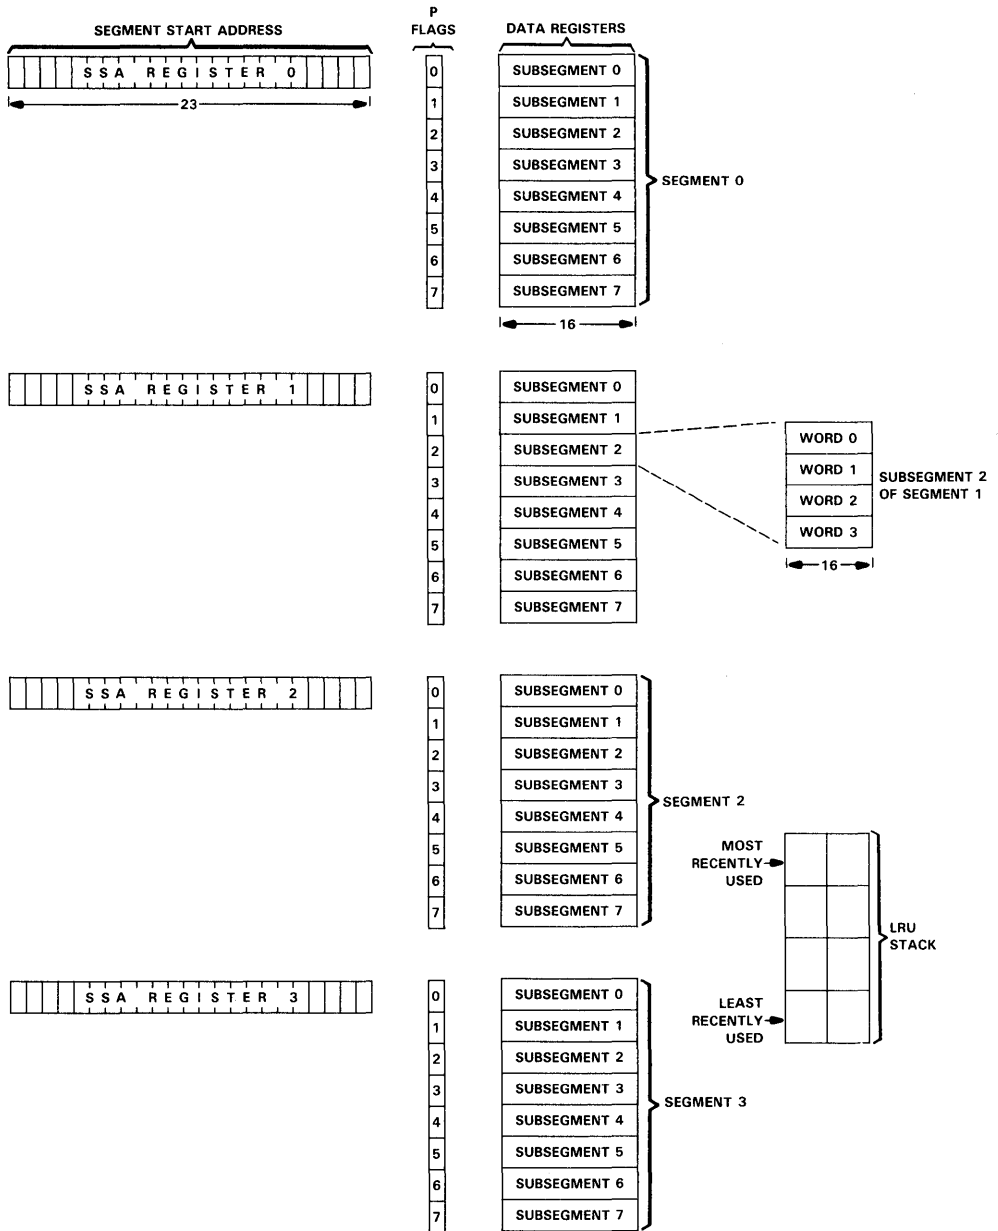 SEGMENT START ADDRESS
P
FLAGS
DATA REGISTERS
SSA REGISTER 0
23
0
1
2
3
4
5
6
7
SUBSEGMENT 0
SUBSEGMENT 1
SUBSEGMENT 2
SUBSEGMENT 3
SUBSEGMENT 4
SUBSEGMENT 5
SUBSEGMENT 6
SUBSEGMENT 7
SEGMENT 0
16
SSA REGISTER 1
0
1
2
3
4
5
6
7
SUBSEGMENT 0
SUBSEGMENT 1
SUBSEGMENT 2
SUBSEGMENT 3
SUBSEGMENT 4
SUBSEGMENT 5
SUBSEGMENT 6
SUBSEGMENT 7
WORD 0
WORD 1
WORD 2
WORD 3
SUBSEGMENT 2
OF SEGMENT 1
16
SSA REGISTER 2
0
1
2
3
4
5
6
7
SUBSEGMENT 0
SUBSEGMENT 1
SUBSEGMENT 2
SUBSEGMENT 3
SUBSEGMENT 4
SUBSEGMENT 5
SUBSEGMENT 6
SUBSEGMENT 7
SEGMENT 2
MOST
RECENTLY
USED
LRU
STACK
LEAST
RECENTLY
USED
SSA REGISTER 3
0
1
2
3
4
5
6
7
SUBSEGMENT 0
SUBSEGMENT 1
SUBSEGMENT 2
SUBSEGMENT 3
SUBSEGMENT 4
SUBSEGMENT 5
SUBSEGMENT 6
SUBSEGMENT 7
SEGMENT 3